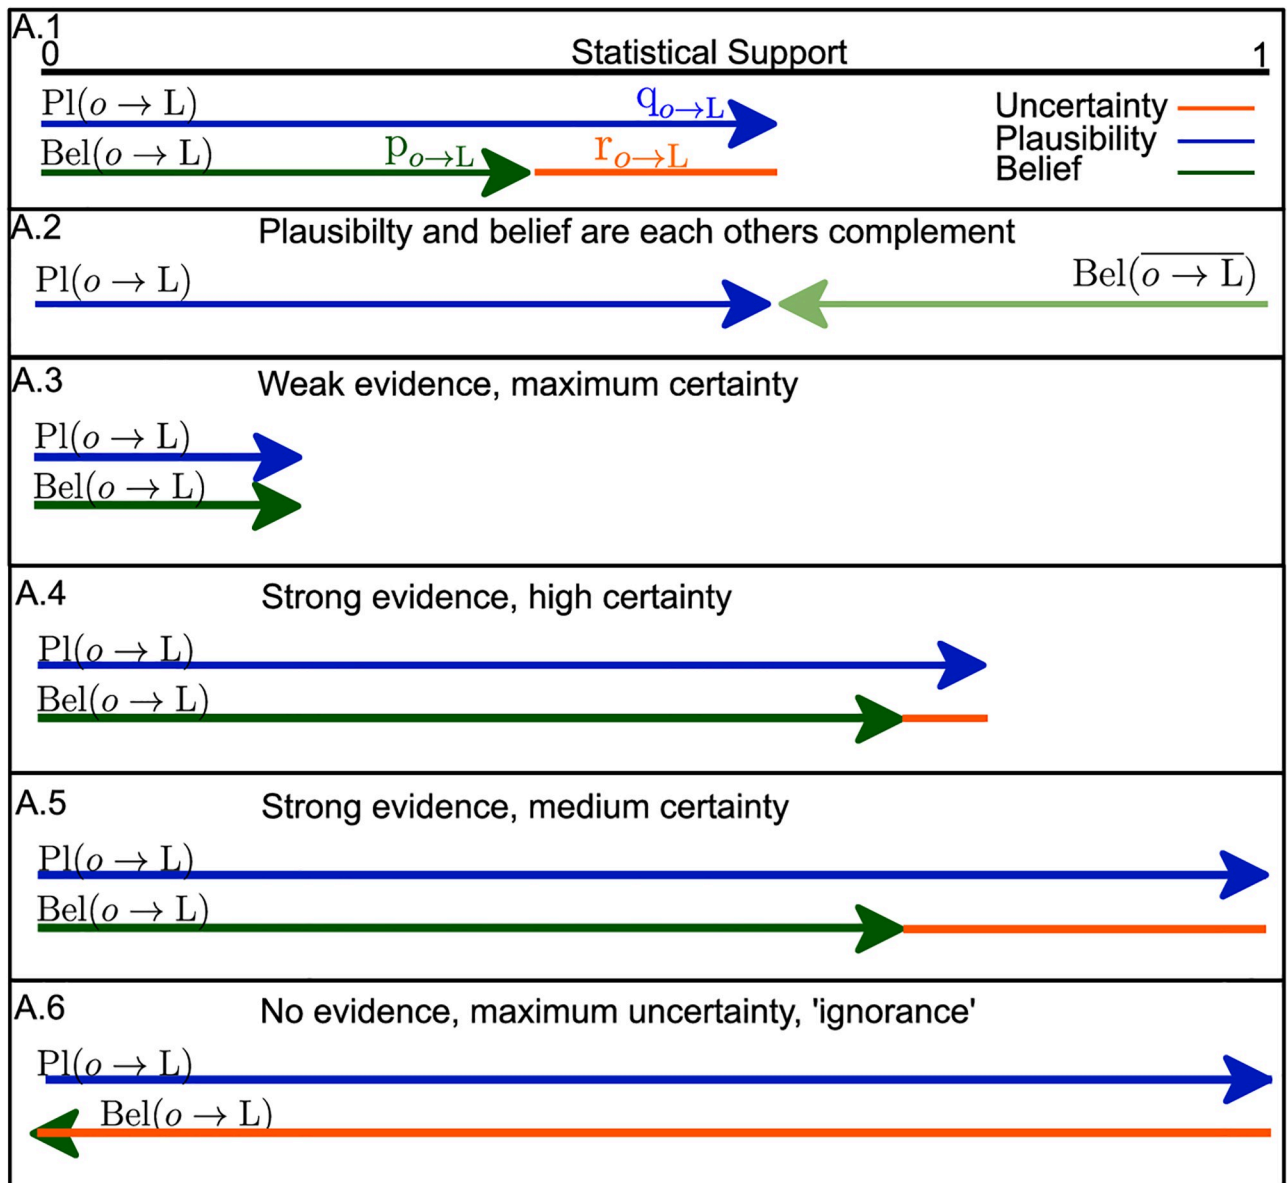 A.1
0 Statistical Support 1
Pl(o → L) q_{o→L}
Bel(o → L) p_{o→L} r_{o→L}
Uncertainty
Plausibility
Belief
A.2 Plausibilty and belief are each others complement
Pl(o → L) Bel(\overline{o → L})
A.3 Weak evidence, maximum certainty
Pl(o → L)
Bel(o → L)
A.4 Strong evidence, high certainty
Pl(o → L)
Bel(o → L)
A.5 Strong evidence, medium certainty
Pl(o → L)
Bel(o → L)
A.6 No evidence, maximum uncertainty, 'ignorance'
Pl(o → L)
Bel(o → L)